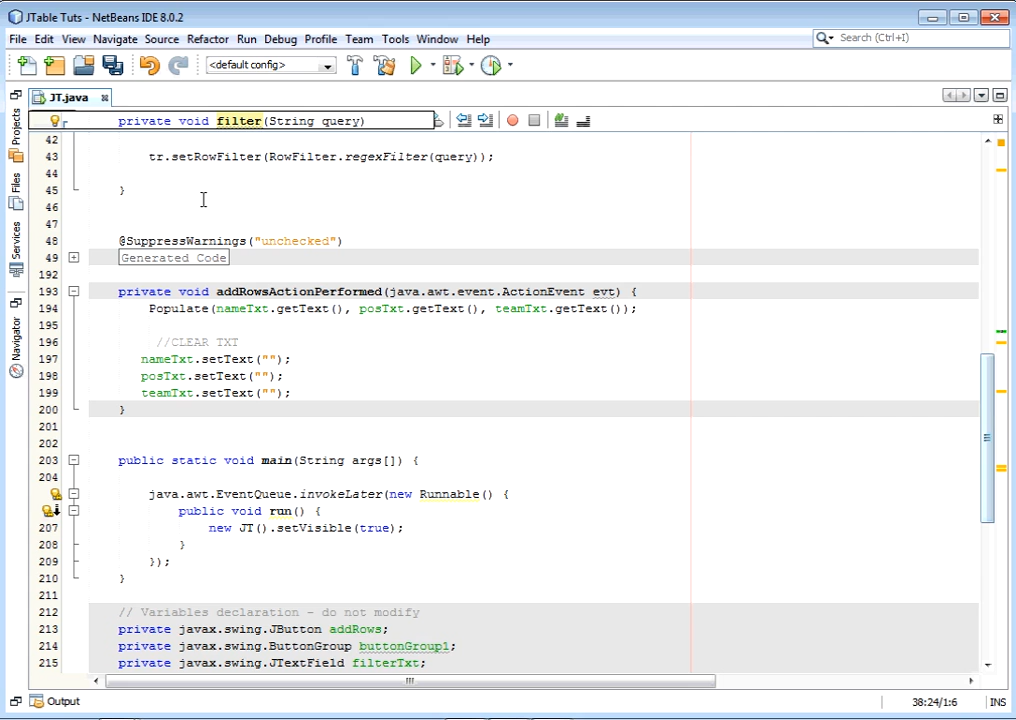 JTable Tuts - NetBeans IDE 8.0.2
File Edit View Navigate Source Refactor Run Debug Profile Team Tools Window Help
Search (Ctrl+I)
<default config>
JT.java
private void filter(String query)
Projects
Files
Services
Navigator
42
43 tr.setRowFilter(RowFilter.regexFilter(query));
44
45 }
46
47
48 @SuppressWarnings("unchecked")
49 Generated Code
192
193 private void addRowsActionPerformed(java.awt.event.ActionEvent evt) {
194 Populate(nameTxt.getText(), posTxt.getText(), teamTxt.getText());
195
196 //CLEAR TXT
197 nameTxt.setText("");
198 posTxt.setText("");
199 teamTxt.setText("");
200 }
201
202
203 public static void main(String args[]) {
204
java.awt.EventQueue.invokeLater(new Runnable() {
public void run() {
207 new JT().setVisible(true);
208 }
209 });
210 }
211
212 // Variables declaration - do not modify
213 private javax.swing.JButton addRows;
214 private javax.swing.ButtonGroup buttonGroup1;
215 private javax.swing.JTextField filterTxt;
Output
38:24/1:6 INS